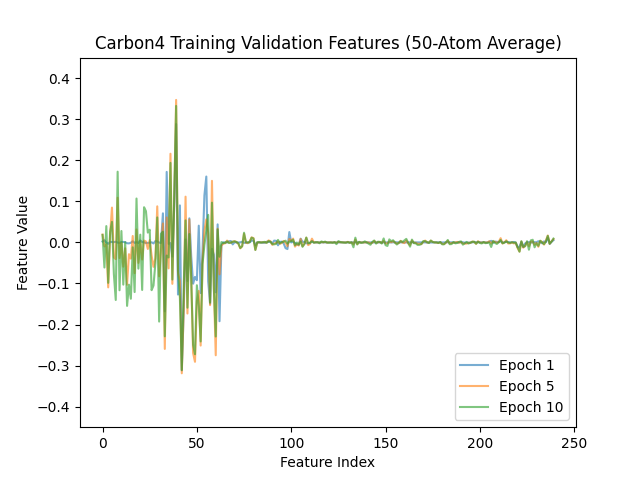 Carbon4 Training Validation Features (50-Atom Average)
Feature Value
0.4
0.3
0.2
0.1
0.0
−0.1
−0.2
−0.3
−0.4
Epoch 1
Epoch 5
Epoch 10
0 50 100 150 200 250
Feature Index